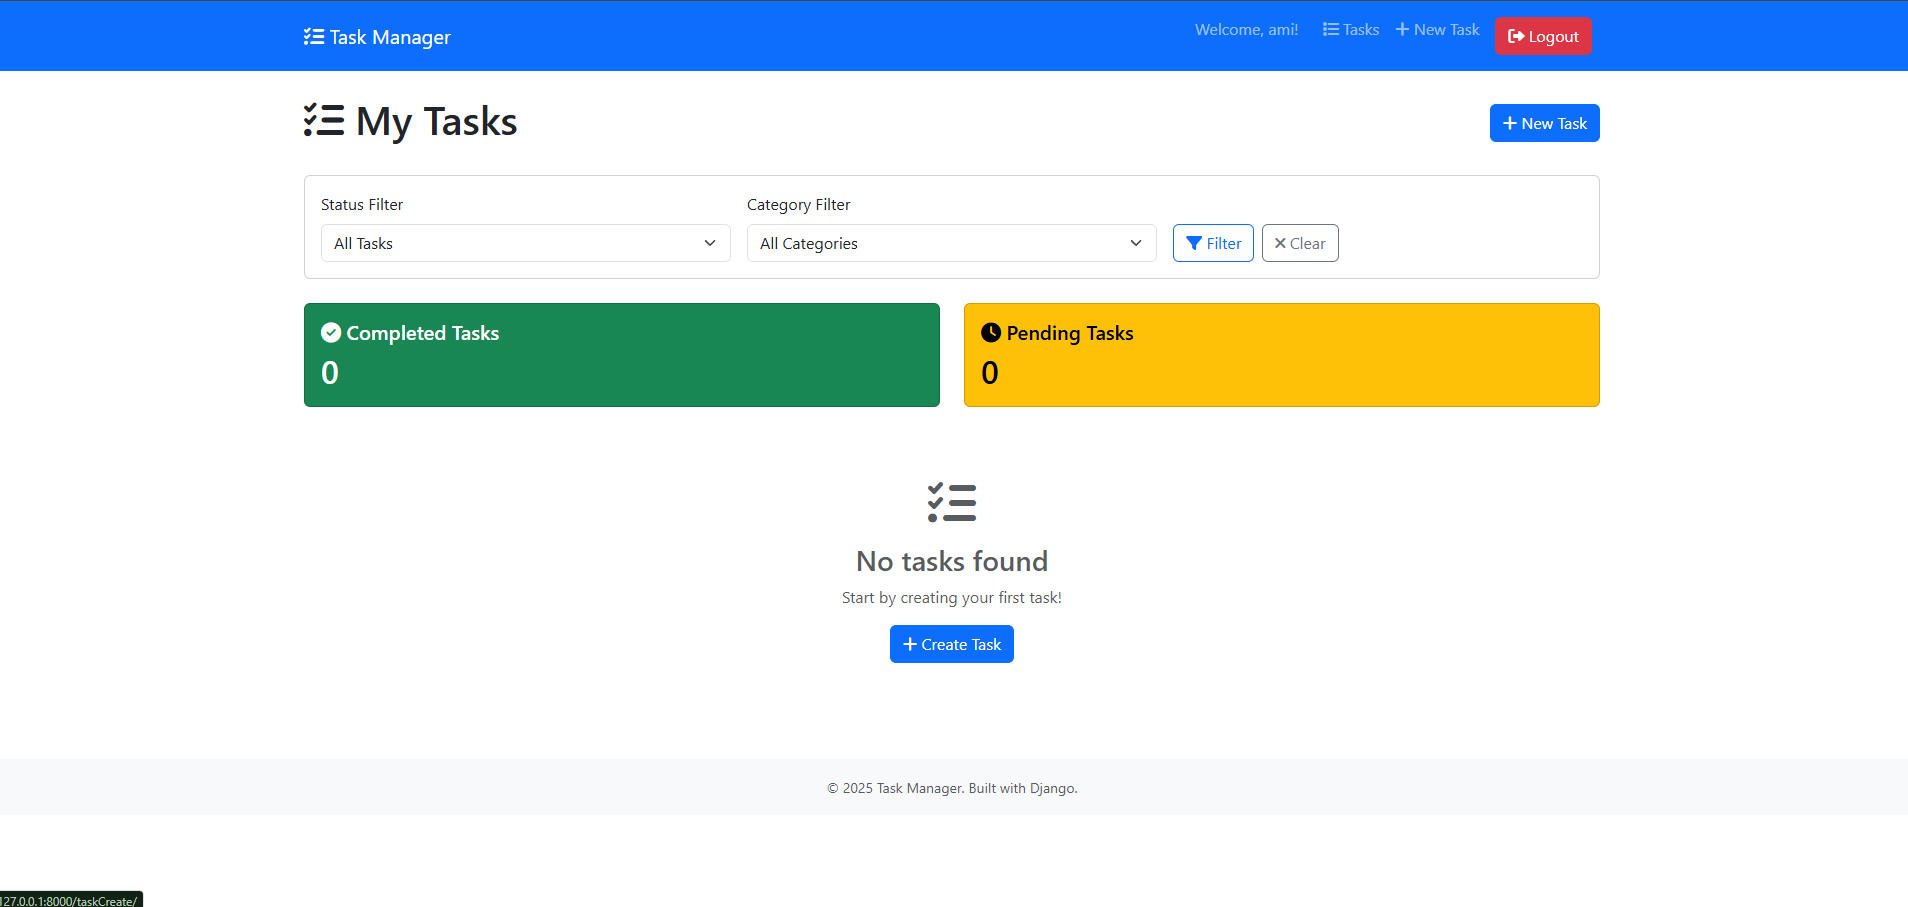 Task Manager
Welcome, ami!
Tasks
New Task
Logout
My Tasks
New Task
Status Filter
Category Filter
All Tasks
All Categories
Filter
Clear
Completed Tasks
0
Pending Tasks
0
No tasks found
Start by creating your first task!
Create Task
© 2025 Task Manager. Built with Django.
127.0.0.1:8000/taskCreate/